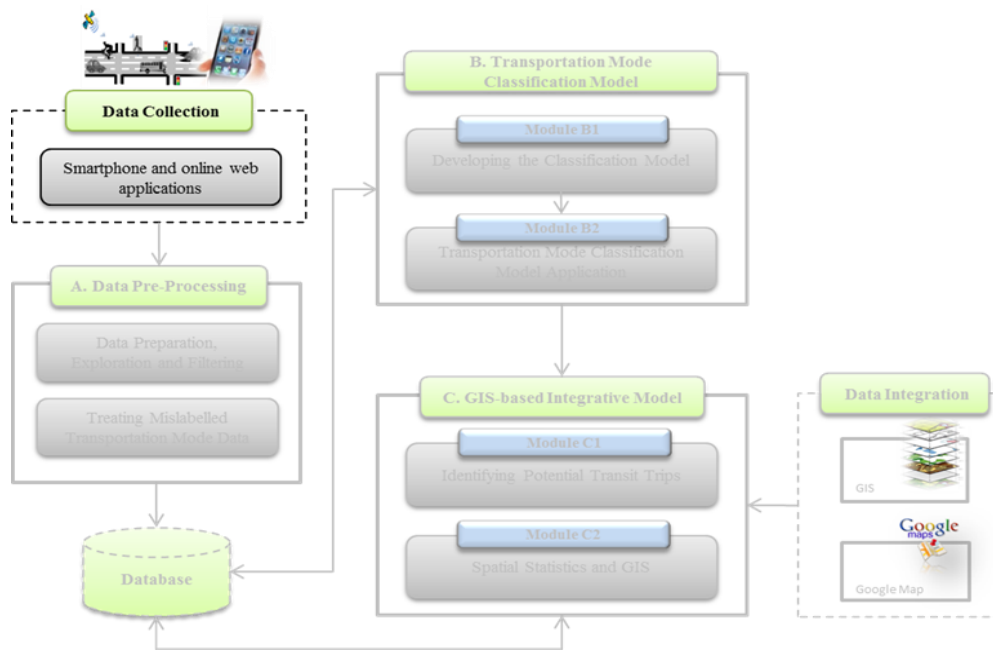 Data Collection
Smartphone and online web
applications
A. Data Pre-Processing
Data Preparation,
Exploration and Filtering
Treating Mislabelled
Transportation Mode Data
Database
B. Transportation Mode
Classification Model
Module B1
Developing the Classification Model
Module B2
Transportation Mode Classification
Model Application
C. GIS-based Integrative Model
Module C1
Identifying Potential Transit Trips
Module C2
Spatial Statistics and GIS
Data Integration
GIS
Google
maps
Google Map